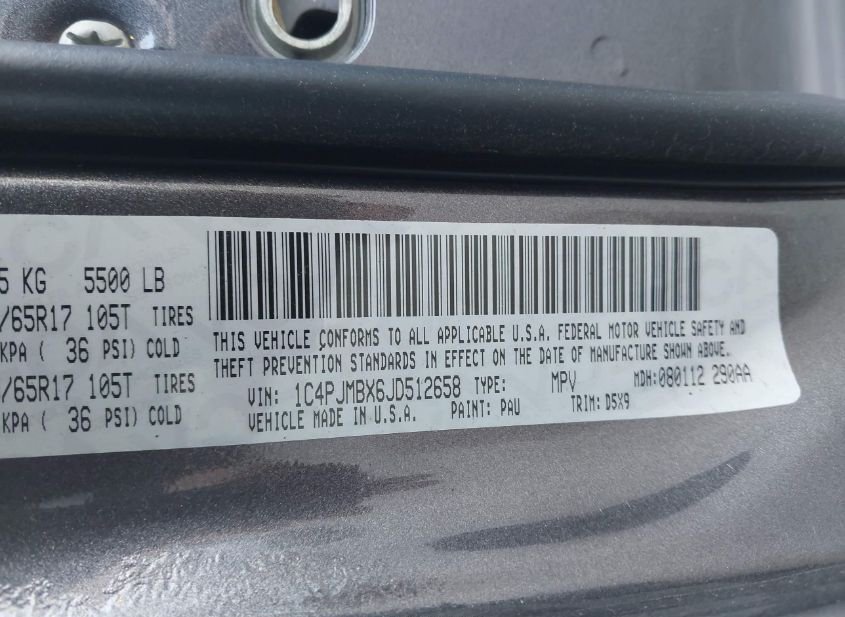 5 KG 5500 LB
/65R17 105T TIRES
KPA ( 36 PSI) COLD
/65R17 105T TIRES
KPA ( 36 PSI) COLD
THIS VEHICLE CONFORMS TO ALL APPLICABLE U.S.A. FEDERAL MOTOR VEHICLE SAFETY AND
THEFT PREVENTION STANDARDS IN EFFECT ON THE DATE OF MANUFACTURE SHOWN ABOVE.
VIN: 1C4PJMBX6JD512658 TYPE: MPV MDH:080112 290AA
VEHICLE MADE IN U.S.A. PAINT: PAU TRIM: D5X9